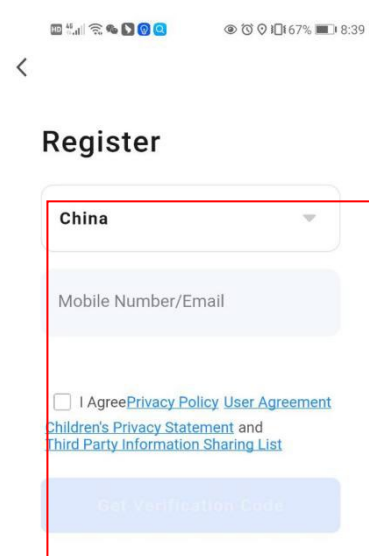 HD 67% 8:39
Register
China
Mobile Number/Email
I AgreePrivacy Policy User Agreement
Children's Privacy Statement and
Third Party Information Sharing List
Get Verification Code